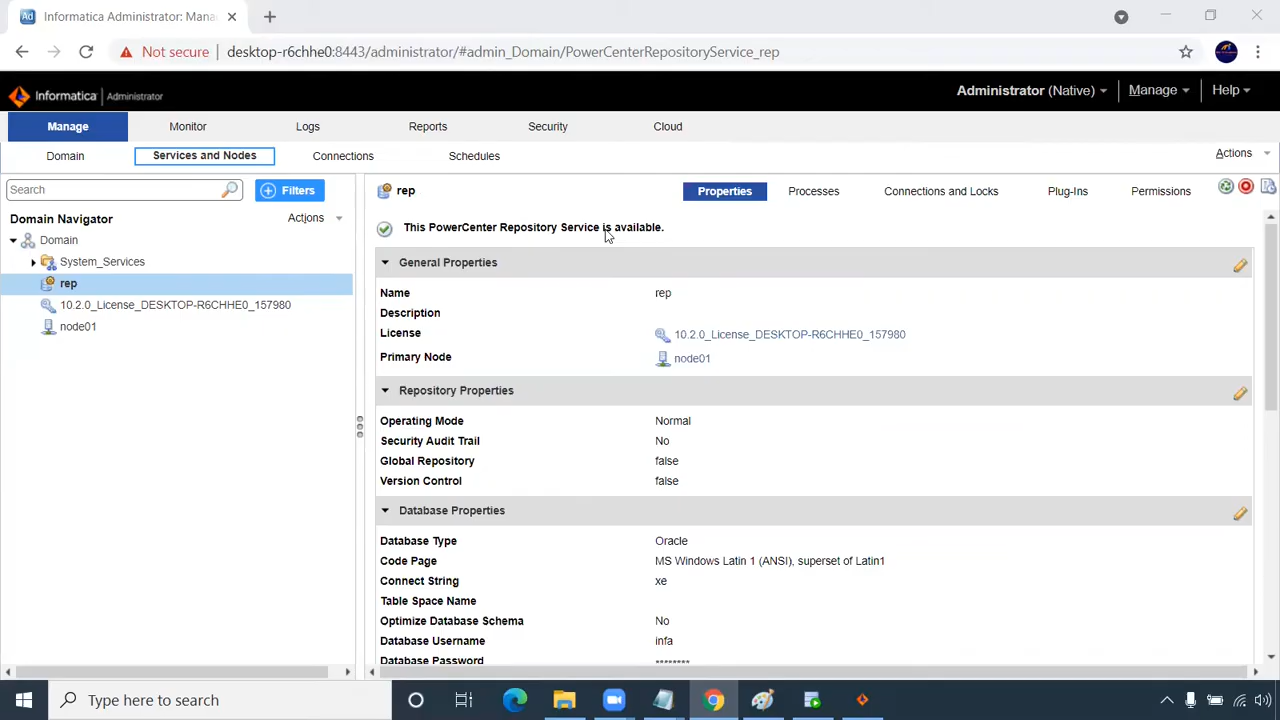 Informatica Administrator: Mana
Not secure desktop-r6chhe0:8443/administrator/#admin_Domain/PowerCenterRepositoryService_rep
Informatica Administrator Administrator (Native) Manage Help
Manage Monitor Logs Reports Security Cloud
Domain Services and Nodes Connections Schedules Actions
Search Filters
rep Properties Processes Connections and Locks Plug-Ins Permissions
Domain Navigator Actions
Domain
System_Services
rep
10.2.0_License_DESKTOP-R6CHHE0_157980
node01
This PowerCenter Repository Service is available.
General Properties
Name rep
Description
License 10.2.0_License_DESKTOP-R6CHHE0_157980
Primary Node node01
Repository Properties
Operating Mode Normal
Security Audit Trail No
Global Repository false
Version Control false
Database Properties
Database Type Oracle
Code Page MS Windows Latin 1 (ANSI), superset of Latin1
Connect String xe
Table Space Name
Optimize Database Schema No
Database Username infa
Database Password ********
Type here to search